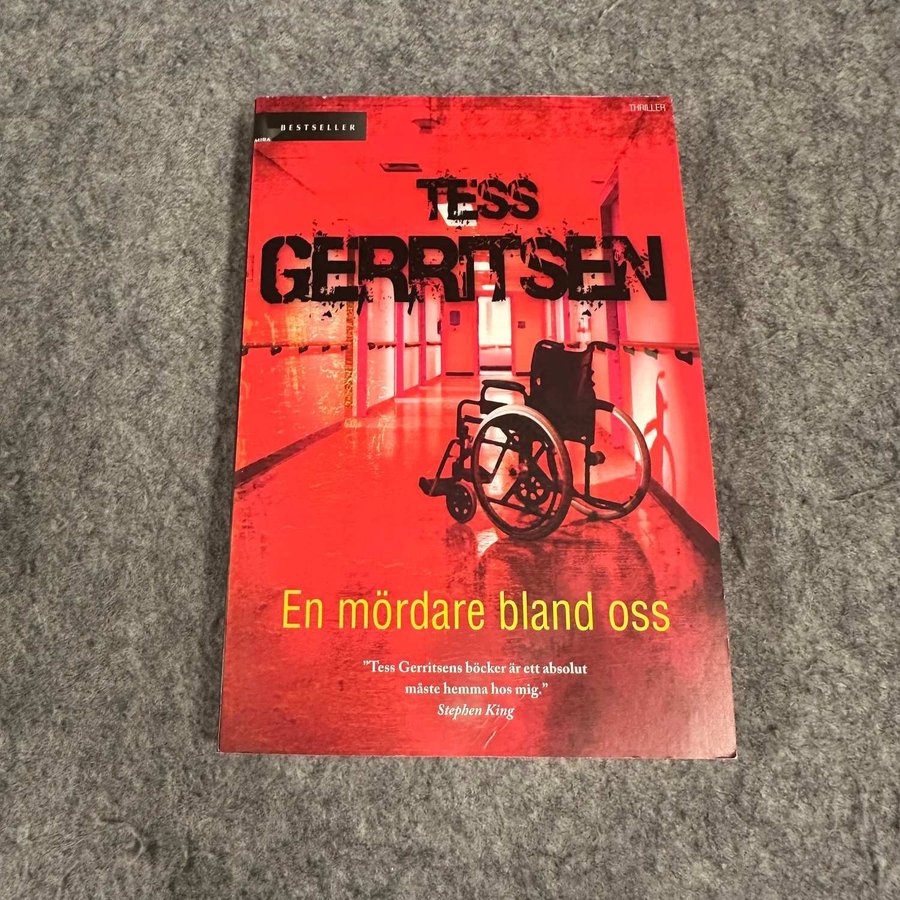 THRILLER
BESTSELLER
MIRA
TESS
GERRITSEN
En mördare bland oss
”Tess Gerritsens böcker är ett absolut
måste hemma hos mig.”
Stephen King